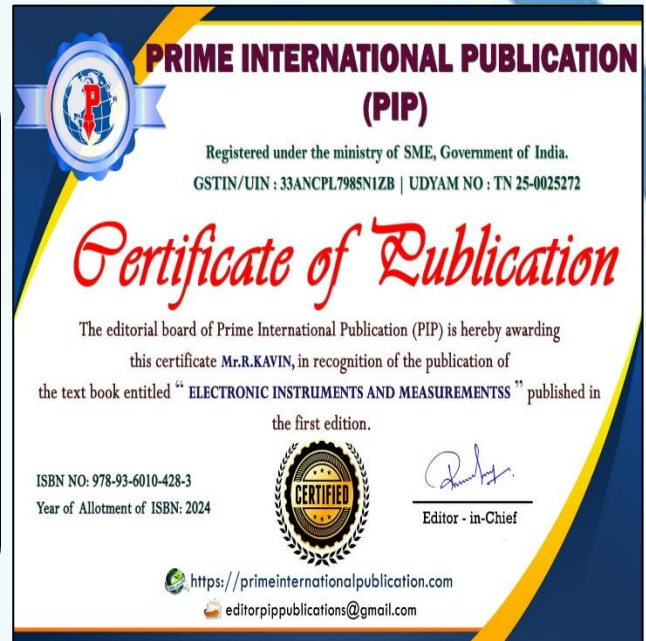 P
PRIME INTERNATIONAL PUBLICATION
(PIP)
Registered under the ministry of SME, Government of India.
GSTIN/UIN : 33ANCPL7985N1ZB | UDYAM NO : TN 25-0025272
Certificate of Publication
The editorial board of Prime International Publication (PIP) is hereby awarding
this certificate Mr.R.KAVIN, in recognition of the publication of
the text book entitled “ ELECTRONIC INSTRUMENTS AND MEASUREMENTSS ” published in
the first edition.
ISBN NO: 978-93-6010-428-3
Year of Allotment of ISBN: 2024
CERTIFIED
Editor - in-Chief
https://primeinternationalpublication.com
editorpippublications@gmail.com